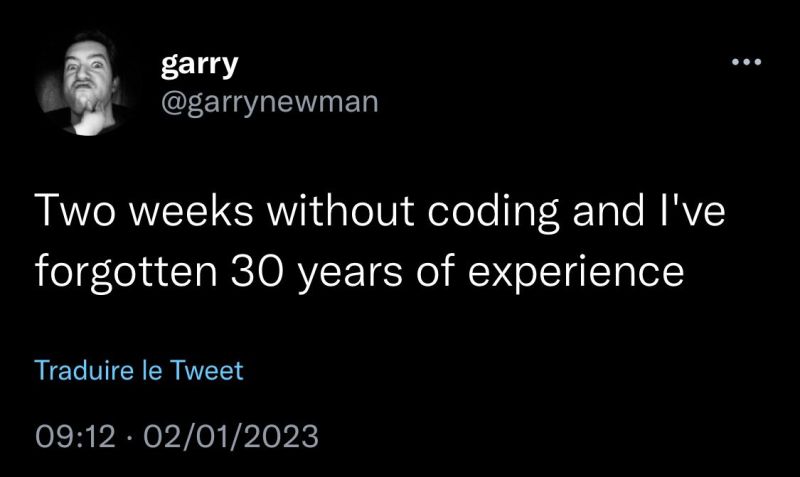 garry
@garrynewman
Two weeks without coding and I've
forgotten 30 years of experience
Traduire le Tweet
09:12 · 02/01/2023